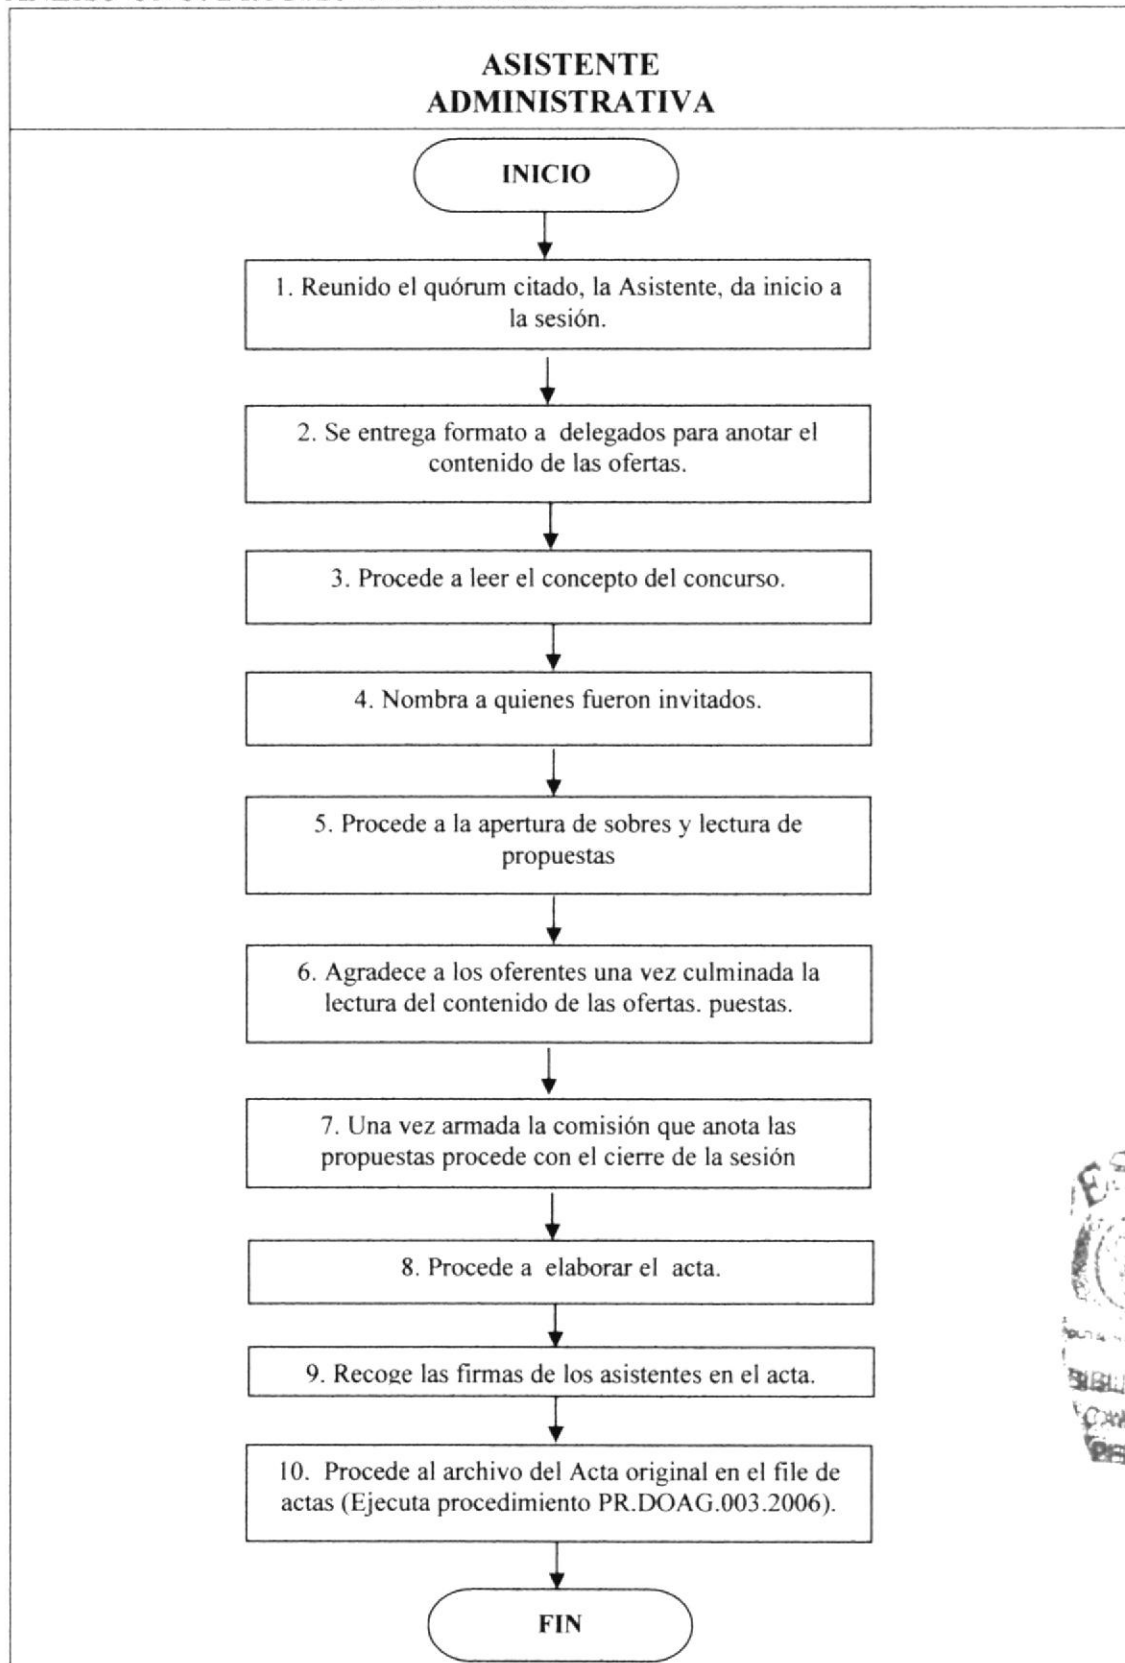 ASISTENTE
ADMINISTRATIVA
INICIO
1. Reunido el quórum citado, la Asistente, da inicio a
la sesión.
2. Se entrega formato a delegados para anotar el
contenido de las ofertas.
3. Procede a leer el concepto del concurso.
4. Nombra a quienes fueron invitados.
5. Procede a la apertura de sobres y lectura de
propuestas
6. Agradece a los oferentes una vez culminada la
lectura del contenido de las ofertas. puestas.
7. Una vez armada la comisión que anota las
propuestas procede con el cierre de la sesión
8. Procede a elaborar el acta.
9. Recoge las firmas de los asistentes en el acta.
10. Procede al archivo del Acta original en el file de
actas (Ejecuta procedimiento PR.DOAG.003.2006).
FIN